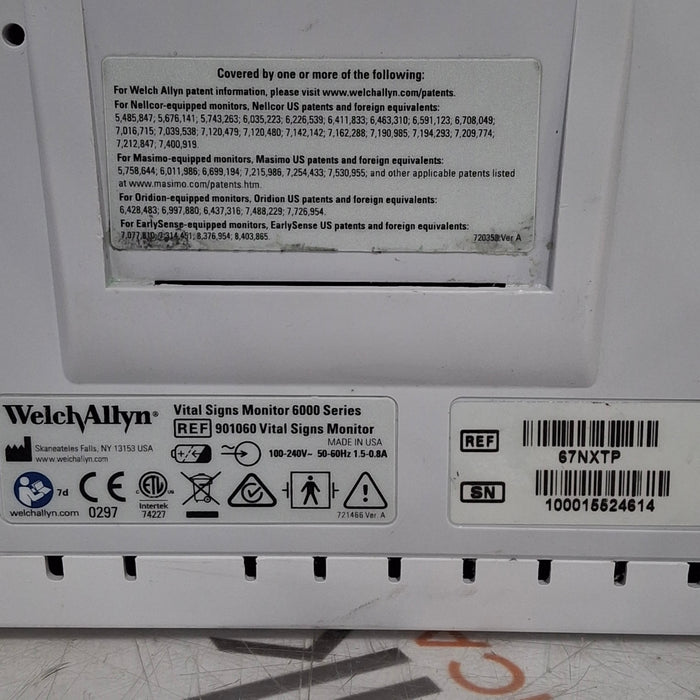 Covered by one or more of the following:
For Welch Allyn patent information, please visit www.welchallyn.com/patents.
For Nellcor-equipped monitors, Nellcor US patents and foreign equivalents:
5,485,847; 5,676,141; 5,743,263; 6,035,223; 6,226,539; 6,411,833; 6,463,310; 6,591,123; 6,708,049;
7,016,715; 7,039,538; 7,120,479; 7,120,480; 7,142,142; 7,162,288; 7,190,985; 7,194,293; 7,209,774;
7,212,847; 7,400,919.
For Masimo-equipped monitors, Masimo US patents and foreign equivalents:
5,758,644; 6,011,986; 6,699,194; 7,215,986; 7,254,433; 7,530,955; and other applicable patents listed
at www.masimo.com/patents.htm.
For Oridion-equipped monitors, Oridion US patents and foreign equivalents:
6,428,483; 6,997,880; 6,437,316; 7,488,229; 7,726,954.
For EarlySense-equipped monitors, EarlySense US patents and foreign equivalents:
7,077,810; 7,314,451; 8,376,954; 8,403,865.
720358 Ver A
WelchAllyn®
Vital Signs Monitor 6000 Series
REF 901060 Vital Signs Monitor
MADE IN USA
Skaneateles Falls, NY 13153 USA
www.welchallyn.com
100-240V~ 50-60Hz 1.5-0.8A
7d
welchallyn.com
CE
0297
c ETL us
Intertek
74227
721466 Ver. A
REF
67NXTP
SN
100015524614